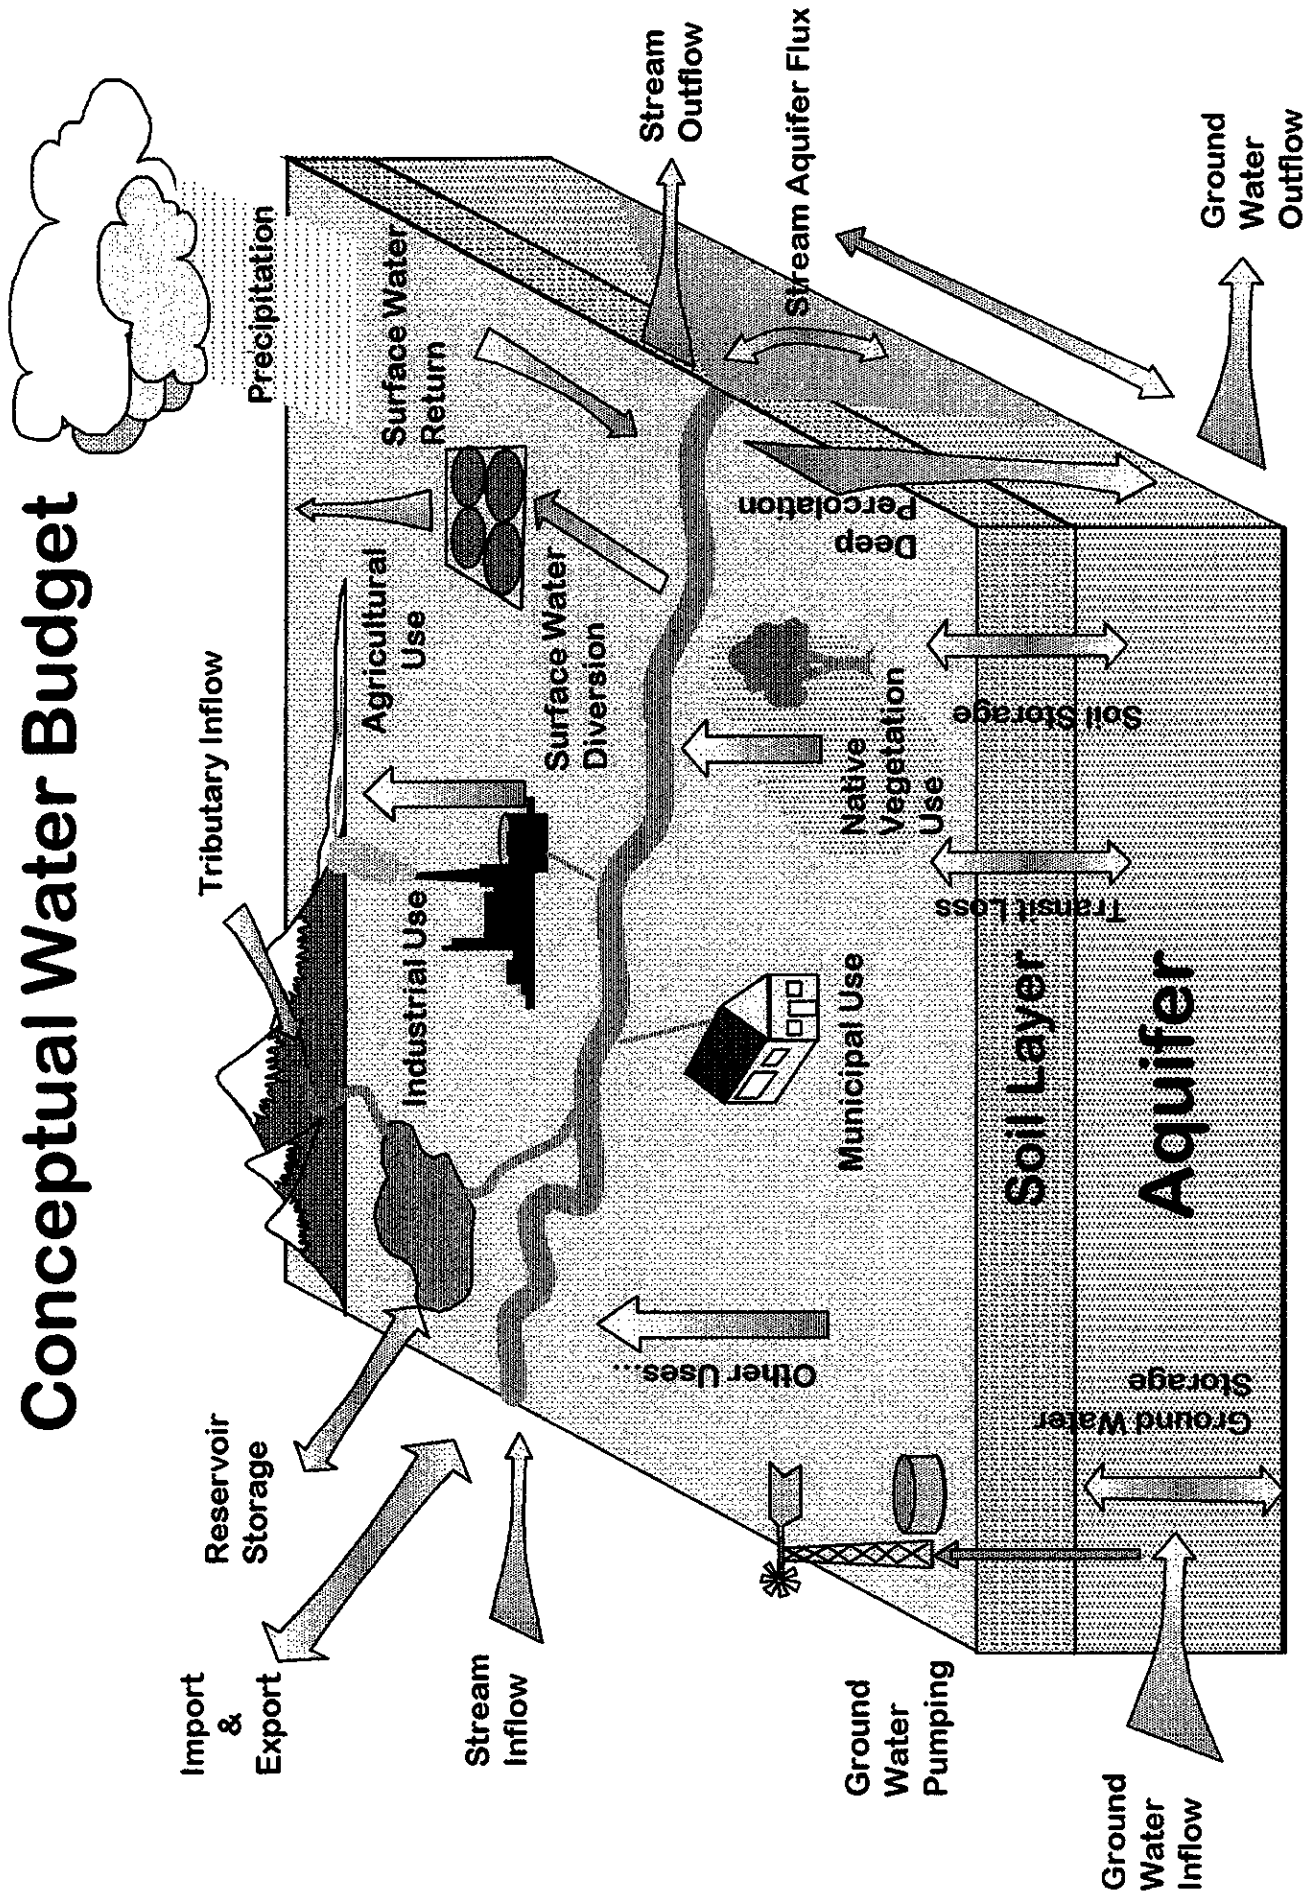 Conceptual Water Budget
Tributary Inflow
Precipitation
Reservoir
Storage
Import
&
Export
Stream
Inflow
Industrial Use
Agricultural
Use
Surface Water
Return
Surface Water
Diversion
Stream
Outflow
Stream Aquifer Flux
Other Uses....
Municipal Use
Native
Vegetation
Use
Deep
Percolation
Ground
Water
Pumping
Transit Loss
Soil Storage
Soil Layer
Aquifer
Ground Water
Storage
Ground
Water
Inflow
Ground
Water
Outflow